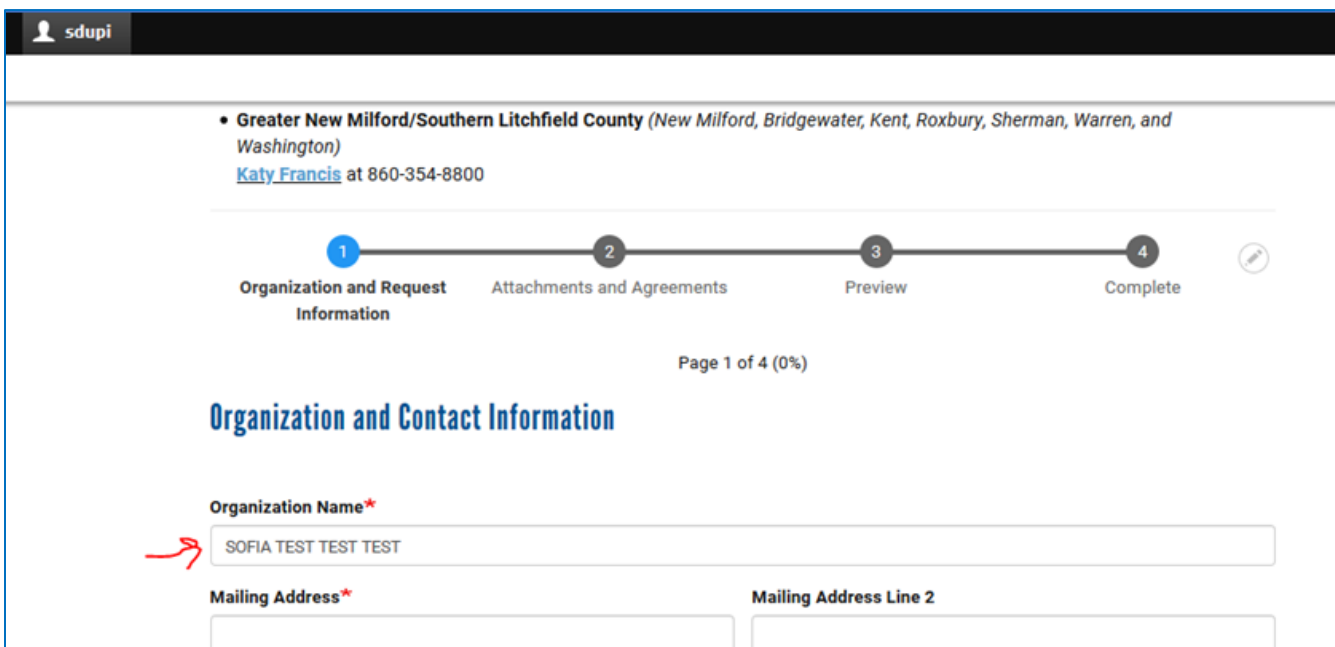 sdupi
• Greater New Milford/Southern Litchfield County (New Milford, Bridgewater, Kent, Roxbury, Sherman, Warren, and
Washington)
Katy Francis at 860-354-8800
1 2 3 4
Organization and Request Attachments and Agreements Preview Complete
Information
Page 1 of 4 (0%)
Organization and Contact Information
Organization Name*
SOFIA TEST TEST TEST
Mailing Address* Mailing Address Line 2